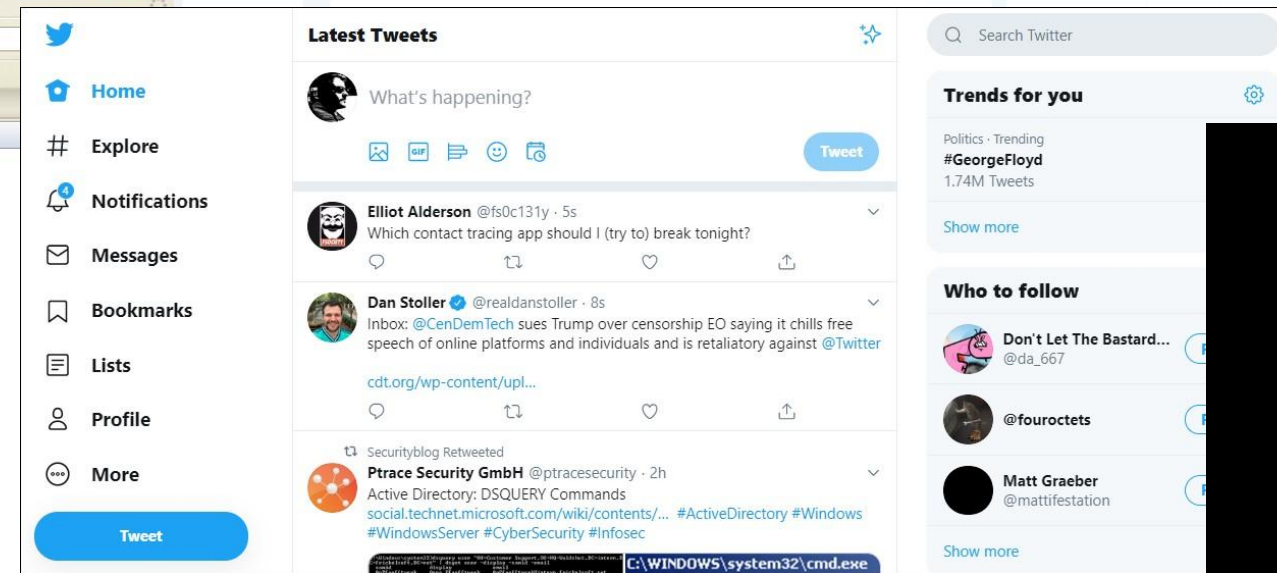 Home
Explore
4
Notifications
Messages
Bookmarks
Lists
Profile
More
Tweet
Latest Tweets
What's happening?
GIF
Tweet
Elliot Alderson @fs0c131y · 5s
Which contact tracing app should I (try to) break tonight?
Dan Stoller @realdanstoller · 8s
Inbox: @CenDemTech sues Trump over censorship EO saying it chills free
speech of online platforms and individuals and is retaliatory against @Twitter
cdt.org/wp-content/upl...
Securityblog Retweeted
Ptrace Security GmbH @ptracesecurity · 2h
Active Directory: DSQUERY Commands
social.technet.microsoft.com/wiki/contents/... #ActiveDirectory #Windows
#WindowsServer #CyberSecurity #Infosec
C:\WINDOWS\system32\cmd.exe
Search Twitter
Trends for you
Politics · Trending
#GeorgeFloyd
1.74M Tweets
Show more
Who to follow
Don't Let The Bastard...
@da_667
@fouroctets
Matt Graeber
@mattifestation
Show more